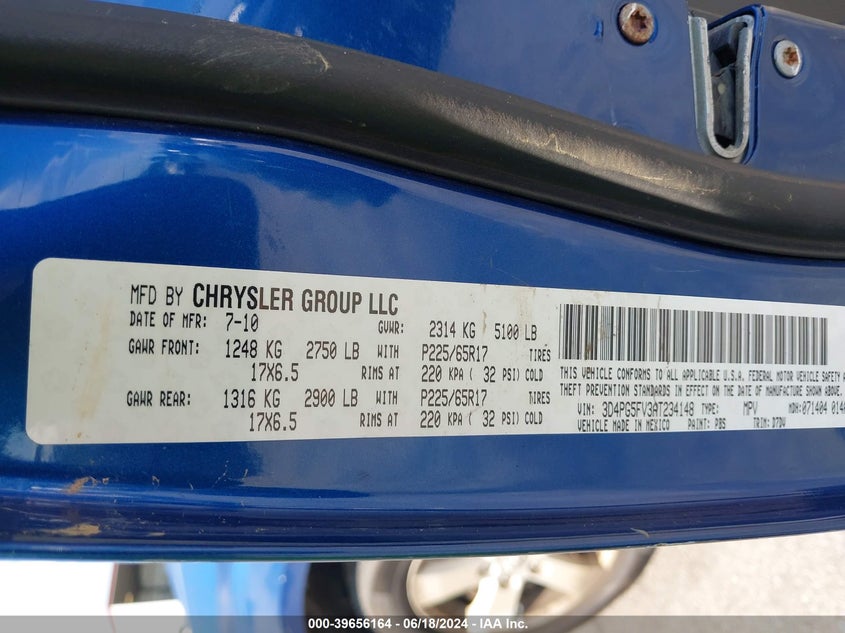 MFD BY CHRYSLER GROUP LLC
DATE OF MFR: 7-10 GVWR: 2314 KG 5100 LB
GAWR FRONT: 1248 KG 2750 LB WITH P225/65R17 TIRES
17X6.5 RIMS AT 220 KPA ( 32 PSI) COLD
GAWR REAR: 1316 KG 2900 LB WITH P225/65R17 TIRES
17X6.5 RIMS AT 220 KPA ( 32 PSI) COLD
THIS VEHICLE CONFORMS TO ALL APPLICABLE U.S.A. FEDERAL MOTOR VEHICLE SAFETY
THEFT PREVENTION STANDARDS IN EFFECT ON THE DATE OF MANUFACTURE SHOWN ABOVE.
VIN: 3D4PG5FV3AT234148 TYPE: MPV MDH: 071404
VEHICLE MADE IN MEXICO PAINT: PBS TRIM: D7DV
000-39656164 / 06/18/2024 / IAA Inc.